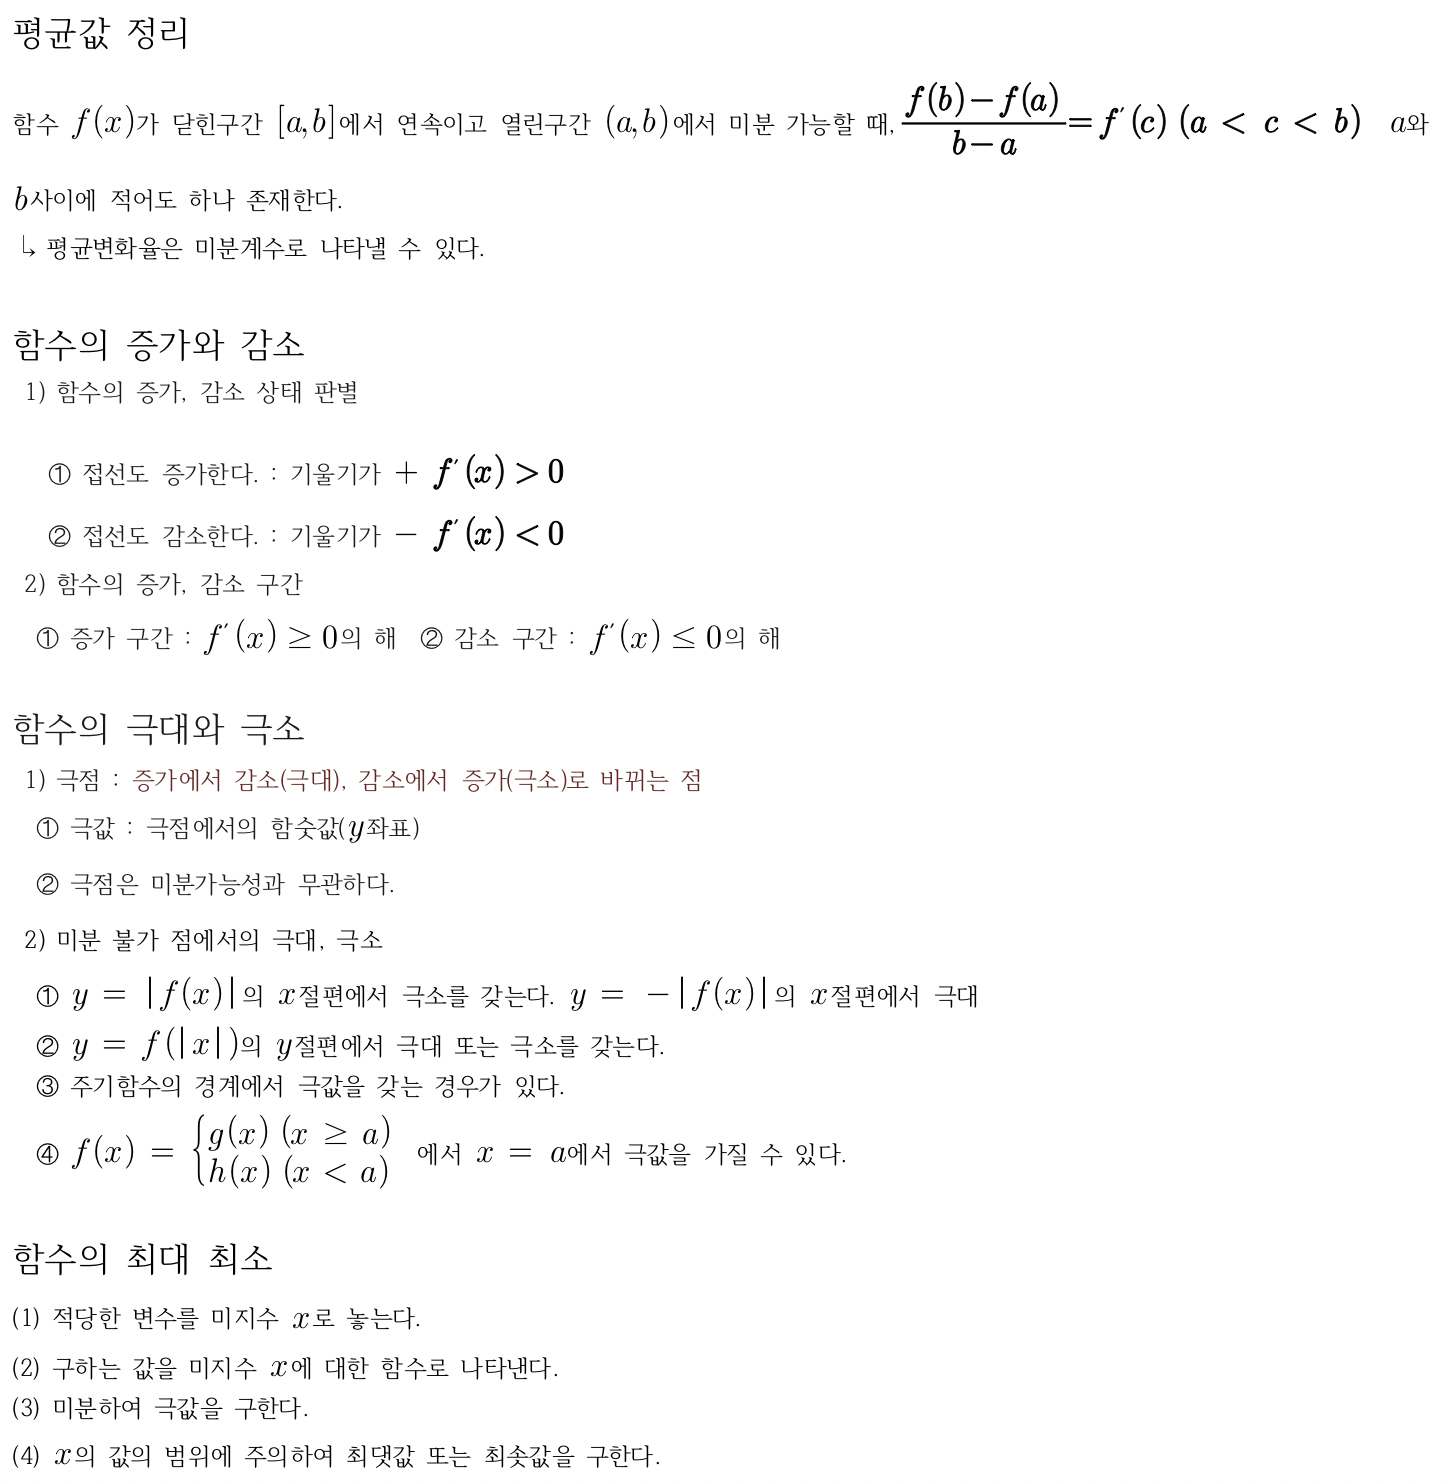 평균값 정리
함수 f(x)가 닫힌구간 [a,b]에서 연속이고 열린구간 (a,b)에서 미분 가능할 때, \frac{f(b)-f(a)}{b-a}=f'(c) (a < c < b) a와
b사이에 적어도 하나 존재한다.
↳ 평균변화율은 미분계수로 나타낼 수 있다.
함수의 증가와 감소
1) 함수의 증가, 감소 상태 판별
① 접선도 증가한다. : 기울기가 + f'(x)>0
② 접선도 감소한다. : 기울기가 - f'(x)<0
2) 함수의 증가, 감소 구간
① 증가 구간 : f'(x) ≥ 0의 해 ② 감소 구간 : f'(x) ≤ 0의 해
함수의 극대와 극소
1) 극점 : 증가에서 감소(극대), 감소에서 증가(극소)로 바뀌는 점
① 극값 : 극점에서의 함숫값(y좌표)
② 극점은 미분가능성과 무관하다.
2) 미분 불가 점에서의 극대, 극소
① y = |f(x)|의 x절편에서 극소를 갖는다. y = -|f(x)|의 x절편에서 극대
② y = f(|x|)의 y절편에서 극대 또는 극소를 갖는다.
③ 주기함수의 경계에서 극값을 갖는 경우가 있다.
④ f(x) = \begin{cases} g(x) (x ≥ a) \\ h(x) (x < a) \end{cases} 에서 x = a에서 극값을 가질 수 있다.
함수의 최대 최소
(1) 적당한 변수를 미지수 x로 놓는다.
(2) 구하는 값을 미지수 x에 대한 함수로 나타낸다.
(3) 미분하여 극값을 구한다.
(4) x의 값의 범위에 주의하여 최댓값 또는 최솟값을 구한다.